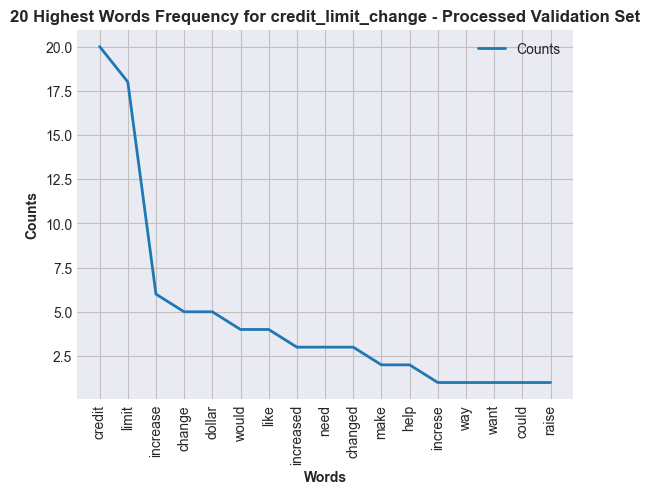 20 Highest Words Frequency for credit_limit_change - Processed Validation Set
Counts
20.0
17.5
15.0
12.5
10.0
7.5
5.0
2.5
Counts
credit
limit
increase
change
dollar
would
like
increased
need
changed
make
help
increse
way
want
could
raise
Words